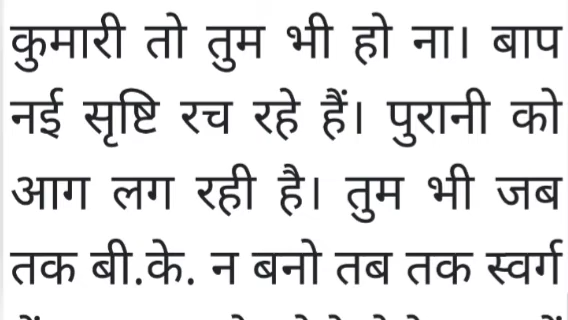 कुमारी तो तुम भी हो ना। बाप
नई सृष्टि रच रहे हैं। पुरानी को
आग लग रही है। तुम भी जब
तक बी.के. न बनो तब तक स्वर्ग